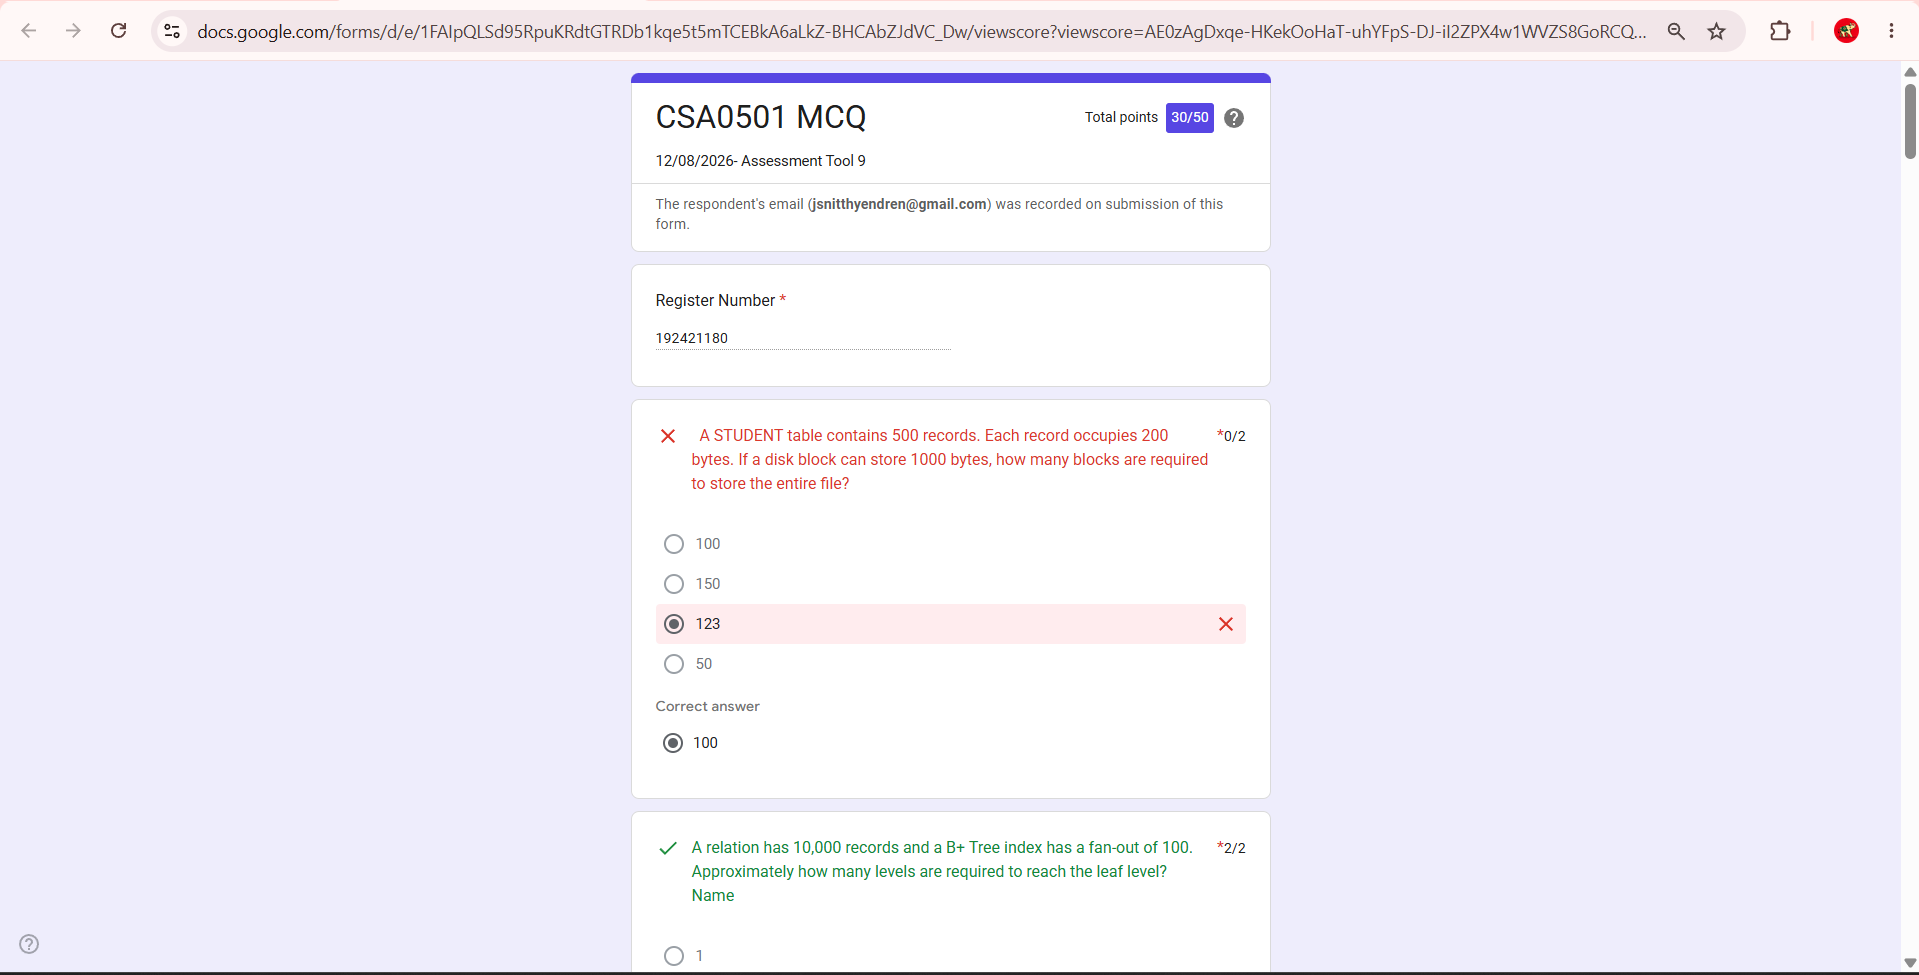 docs.google.com/forms/d/e/1FAIpQLSd95RpuKRdtGTRDb1kqe5t5mTCEBkA6aLkZ-BHCAbZJdVC_Dw/viewscore?viewscore=AE0zAgDxqe-HKekOoHaT-uhYFpS-DJ-iI2ZPX4w1WVZS8GoRCQ...
CSA0501 MCQ
Total points 30/50
12/08/2026- Assessment Tool 9
The respondent's email (jsnitthyendren@gmail.com) was recorded on submission of this
form.
Register Number *
192421180
A STUDENT table contains 500 records. Each record occupies 200 *0/2
bytes. If a disk block can store 1000 bytes, how many blocks are required
to store the entire file?
100
150
123
50
Correct answer
100
A relation has 10,000 records and a B+ Tree index has a fan-out of 100. *2/2
Approximately how many levels are required to reach the leaf level?
Name
1